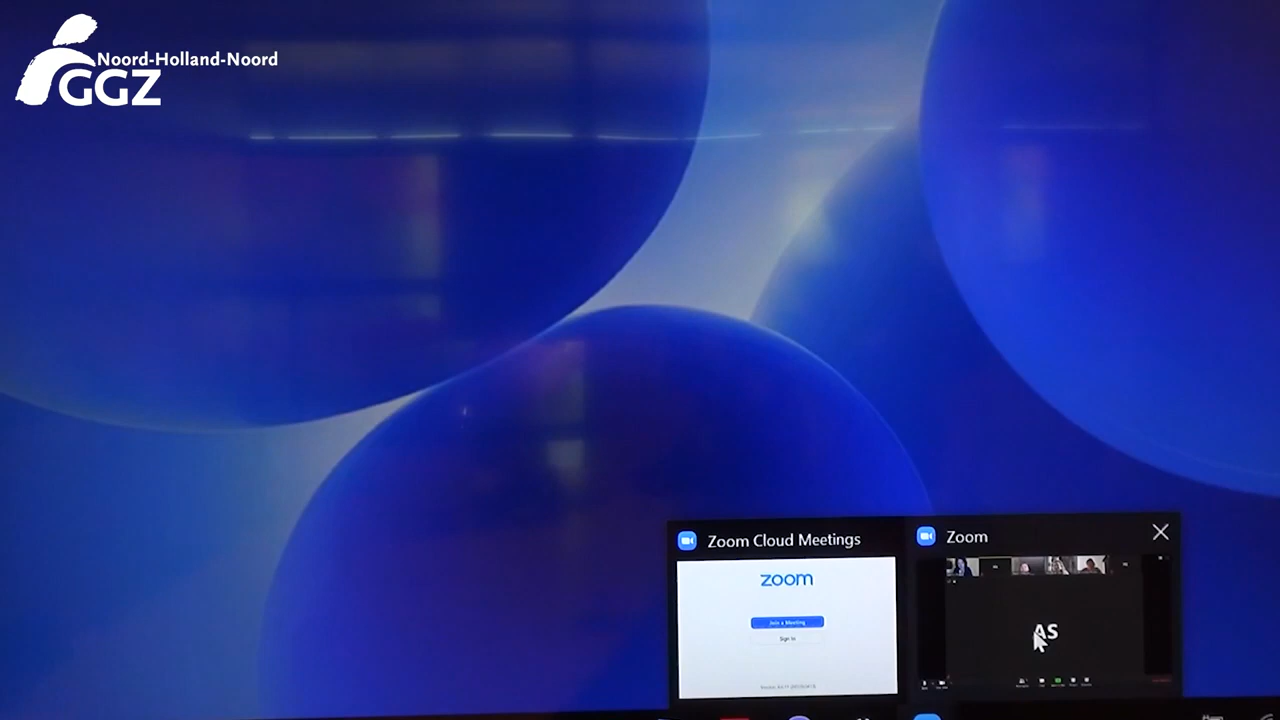 Noord-Holland-Noord
GGZ
Zoom Cloud Meetings
Zoom
zoom
Join a Meeting
Sign In
AS